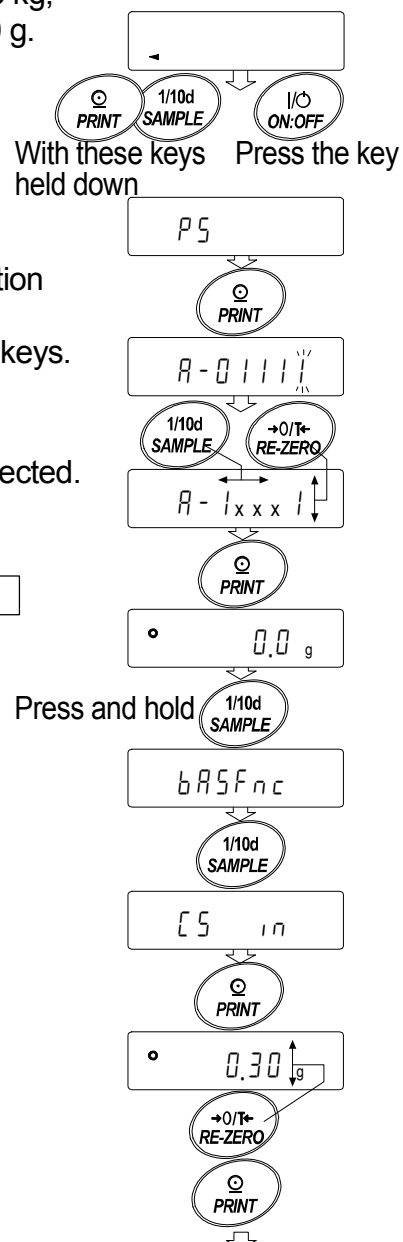 kg,
g.
PRINT
1/10d
SAMPLE
ON:OFF
With these keys
held down
Press the key
PS
tion
PRINT
keys.
A-01111
1/10d
SAMPLE
→0/T←
RE-ZERO
ected.
A-1xxx1
PRINT
0.0 g
Press and hold
1/10d
SAMPLE
bASFnc
1/10d
SAMPLE
CS in
PRINT
0.30 g
→0/T←
RE-ZERO
PRINT